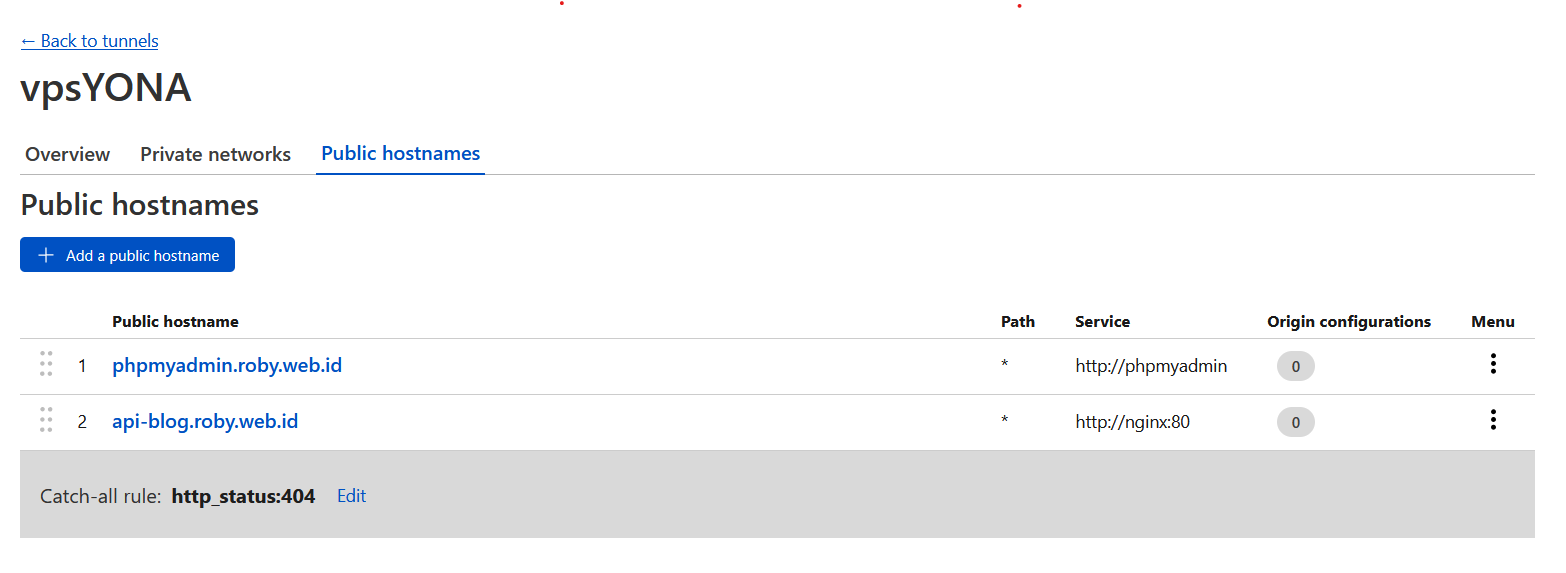 ← Back to tunnels
vpsYONA
Overview Private networks Public hostnames
Public hostnames
+ Add a public hostname
Public hostname Path Service Origin configurations Menu
1 phpmyadmin.roby.web.id * http://phpmyadmin 0
2 api-blog.roby.web.id * http://nginx:80 0
Catch-all rule: http_status:404 Edit